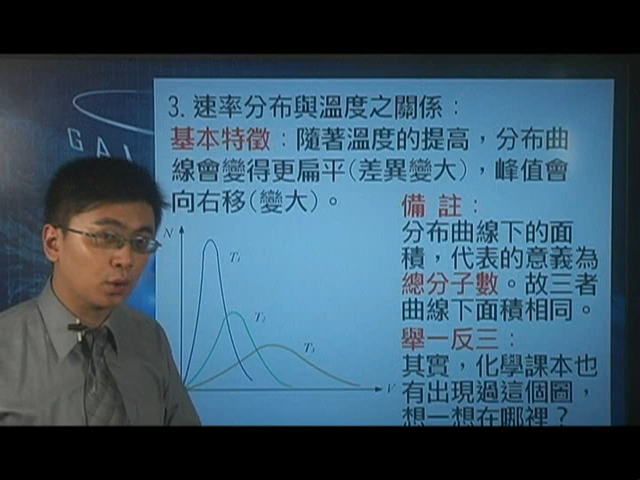 3. 速率分布與溫度之關係：
基本特徵：隨著溫度的提高，分布曲
線會變得更扁平(差異變大)，峰值會
向右移(變大)。
備 註：
分布曲線下的面
積，代表的意義為
總分子數。故三者
曲線下面積相同。
舉一反三：
其實，化學課本也
有出現過這個圖，
想一想在哪裡？
GAL
N
T₁
T₂
T₃
V